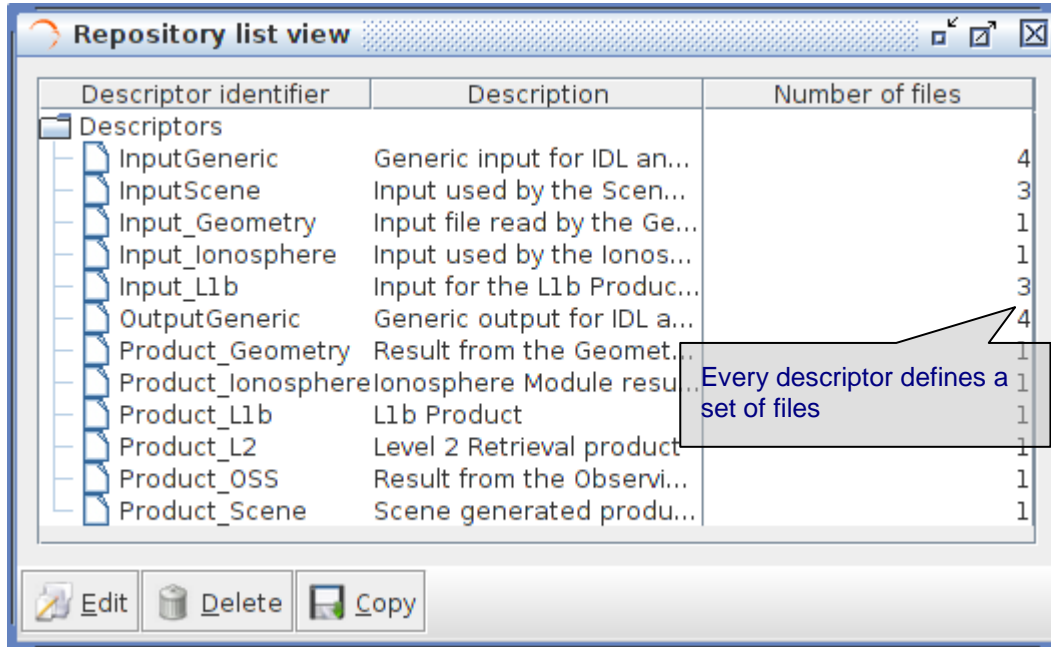 Repository list view
Descriptor identifier Description Number of files
Descriptors
InputGeneric Generic input for IDL an... 4
InputScene Input used by the Scen... 3
Input_Geometry Input file read by the Ge... 1
Input_Ionosphere Input used by the Ionos... 1
Input_L1b Input for the L1b Produc... 3
OutputGeneric Generic output for IDL a... 4
Product_Geometry Result from the Geomet... 1
Product_Ionosphere Ionosphere Module resu... 1
Product_L1b L1b Product 1
Product_L2 Level 2 Retrieval product 1
Product_OSS Result from the Observi... 1
Product_Scene Scene generated produ... 1
Every descriptor defines a
set of files
Edit Delete Copy